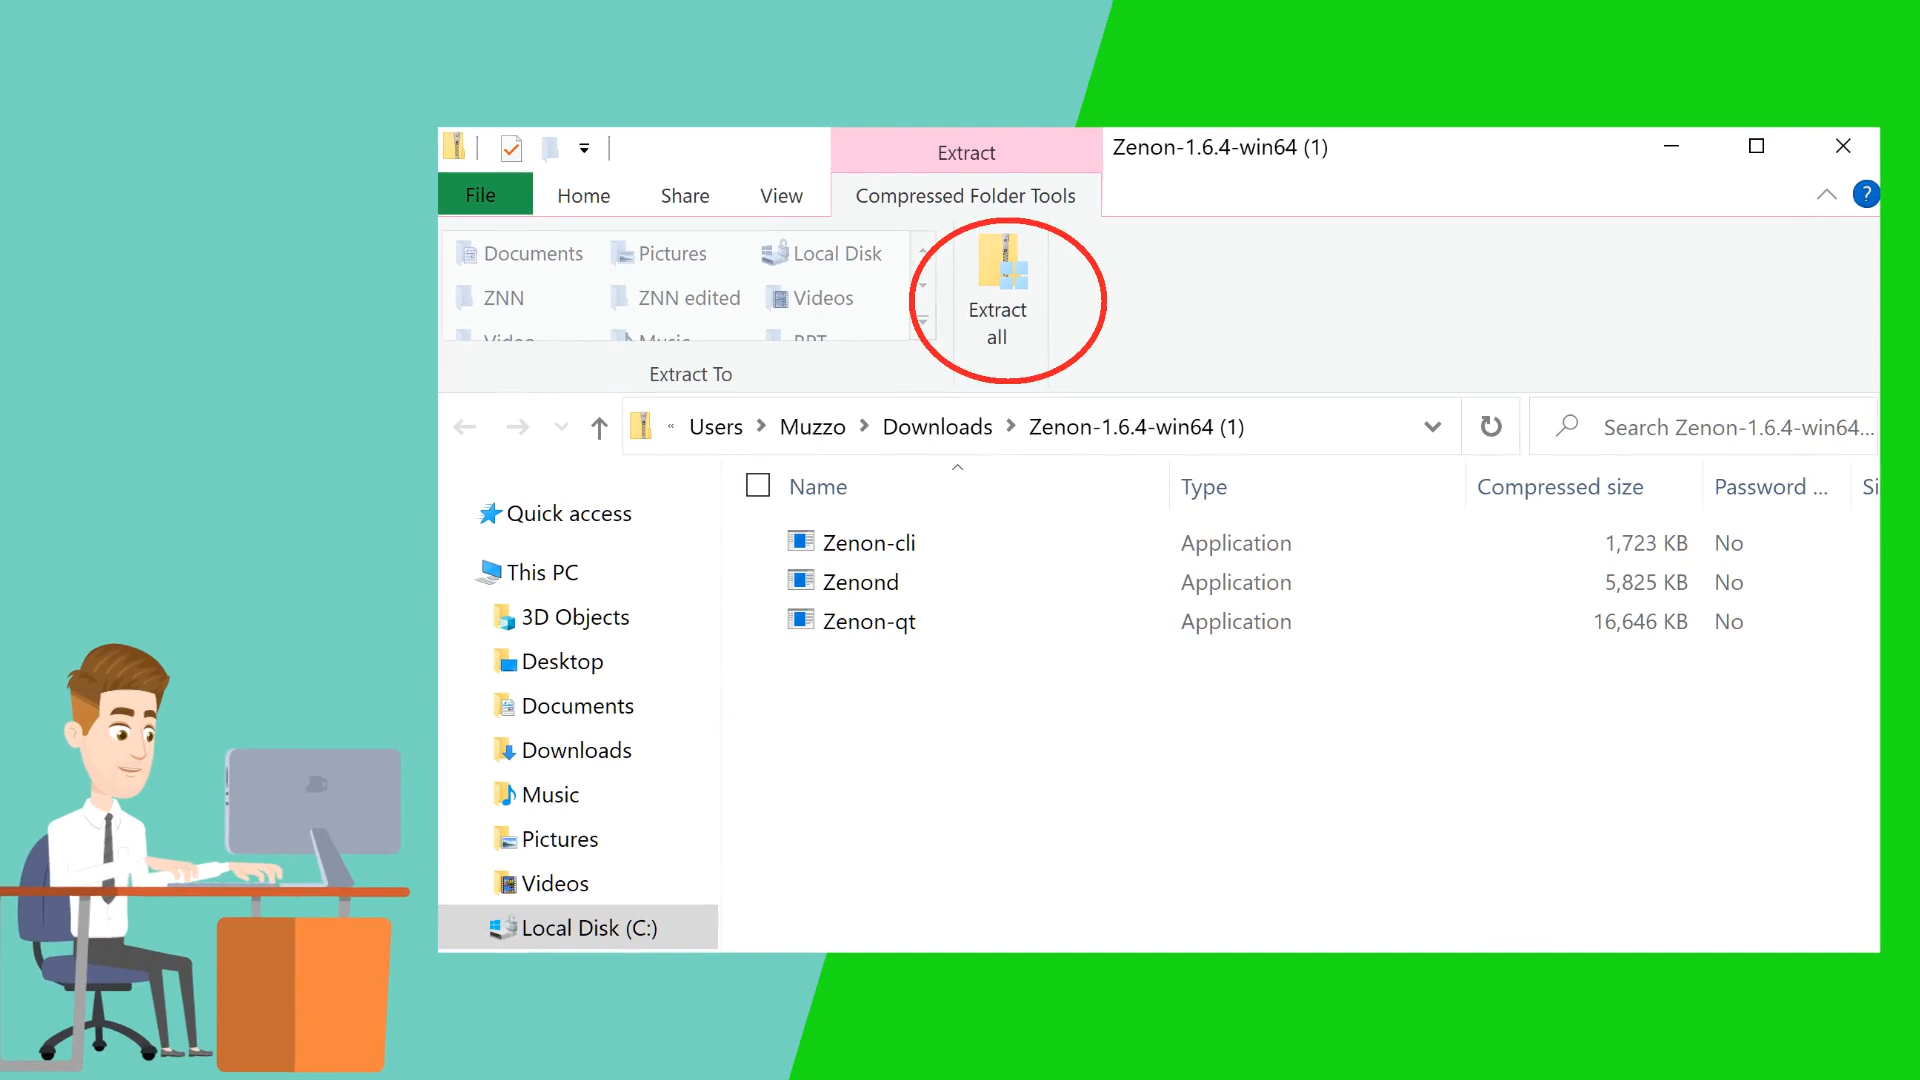 Extract
Zenon-1.6.4-win64 (1)
File
Home
Share
View
Compressed Folder Tools
?
Documents
Pictures
Local Disk
ZNN
ZNN edited
Videos
Video
Music
PPT
Extract all
Extract To
« Users > Muzzo > Downloads > Zenon-1.6.4-win64 (1)
Search Zenon-1.6.4-win64...
Name
Type
Compressed size
Password ...
Si
Zenon-cli Application 1,723 KB No
Zenond Application 5,825 KB No
Zenon-qt Application 16,646 KB No
Quick access
This PC
3D Objects
Desktop
Documents
Downloads
Music
Pictures
Videos
Local Disk (C:)